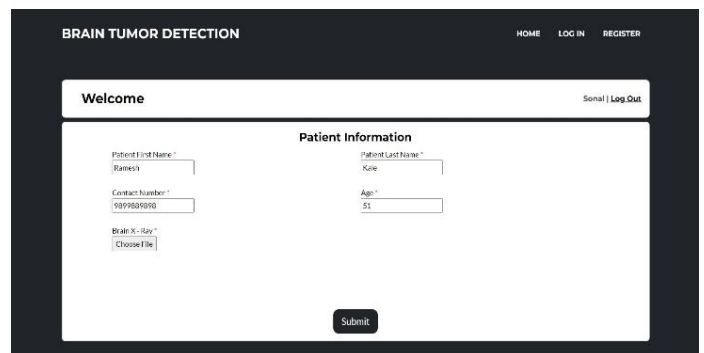 BRAIN TUMOR DETECTION HOME LOG IN REGISTER
Welcome Sonal | Log Out
Patient Information
Patient First Name * Patient Last Name *
Ramesh Kale
Contact Number * Age *
9899889898 51
Brain X - Ray *
Choose File
Submit